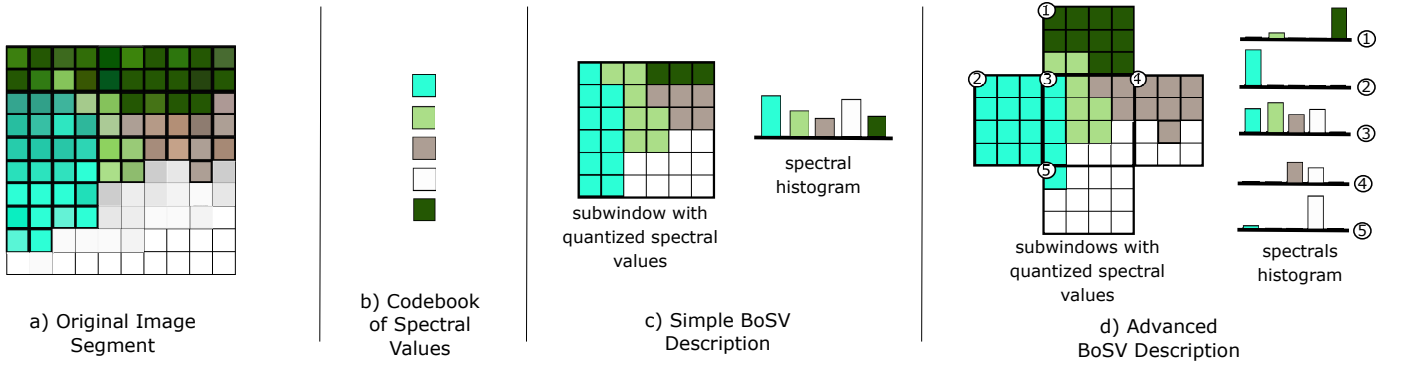 a) Original Image
Segment
b) Codebook
of Spectral
Values
subwindow with
quantized spectral
values
spectral
histogram
c) Simple BoSV
Description
1
2
3
4
5
subwindows with
quantized spectral
values
1
2
3
4
5
spectrals
histogram
d) Advanced
BoSV Description